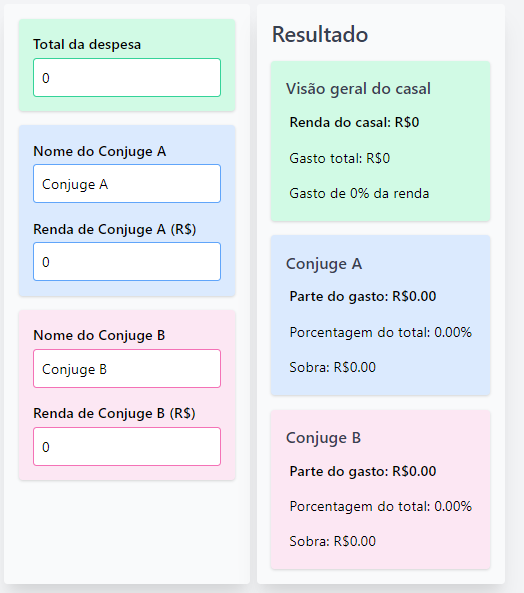 Total da despesa
0
Nome do Conjuge A
Conjuge A
Renda de Conjuge A (R$)
0
Nome do Conjuge B
Conjuge B
Renda de Conjuge B (R$)
0
Resultado
Visão geral do casal
Renda do casal: R$0
Gasto total: R$0
Gasto de 0% da renda
Conjuge A
Parte do gasto: R$0.00
Porcentagem do total: 0.00%
Sobra: R$0.00
Conjuge B
Parte do gasto: R$0.00
Porcentagem do total: 0.00%
Sobra: R$0.00